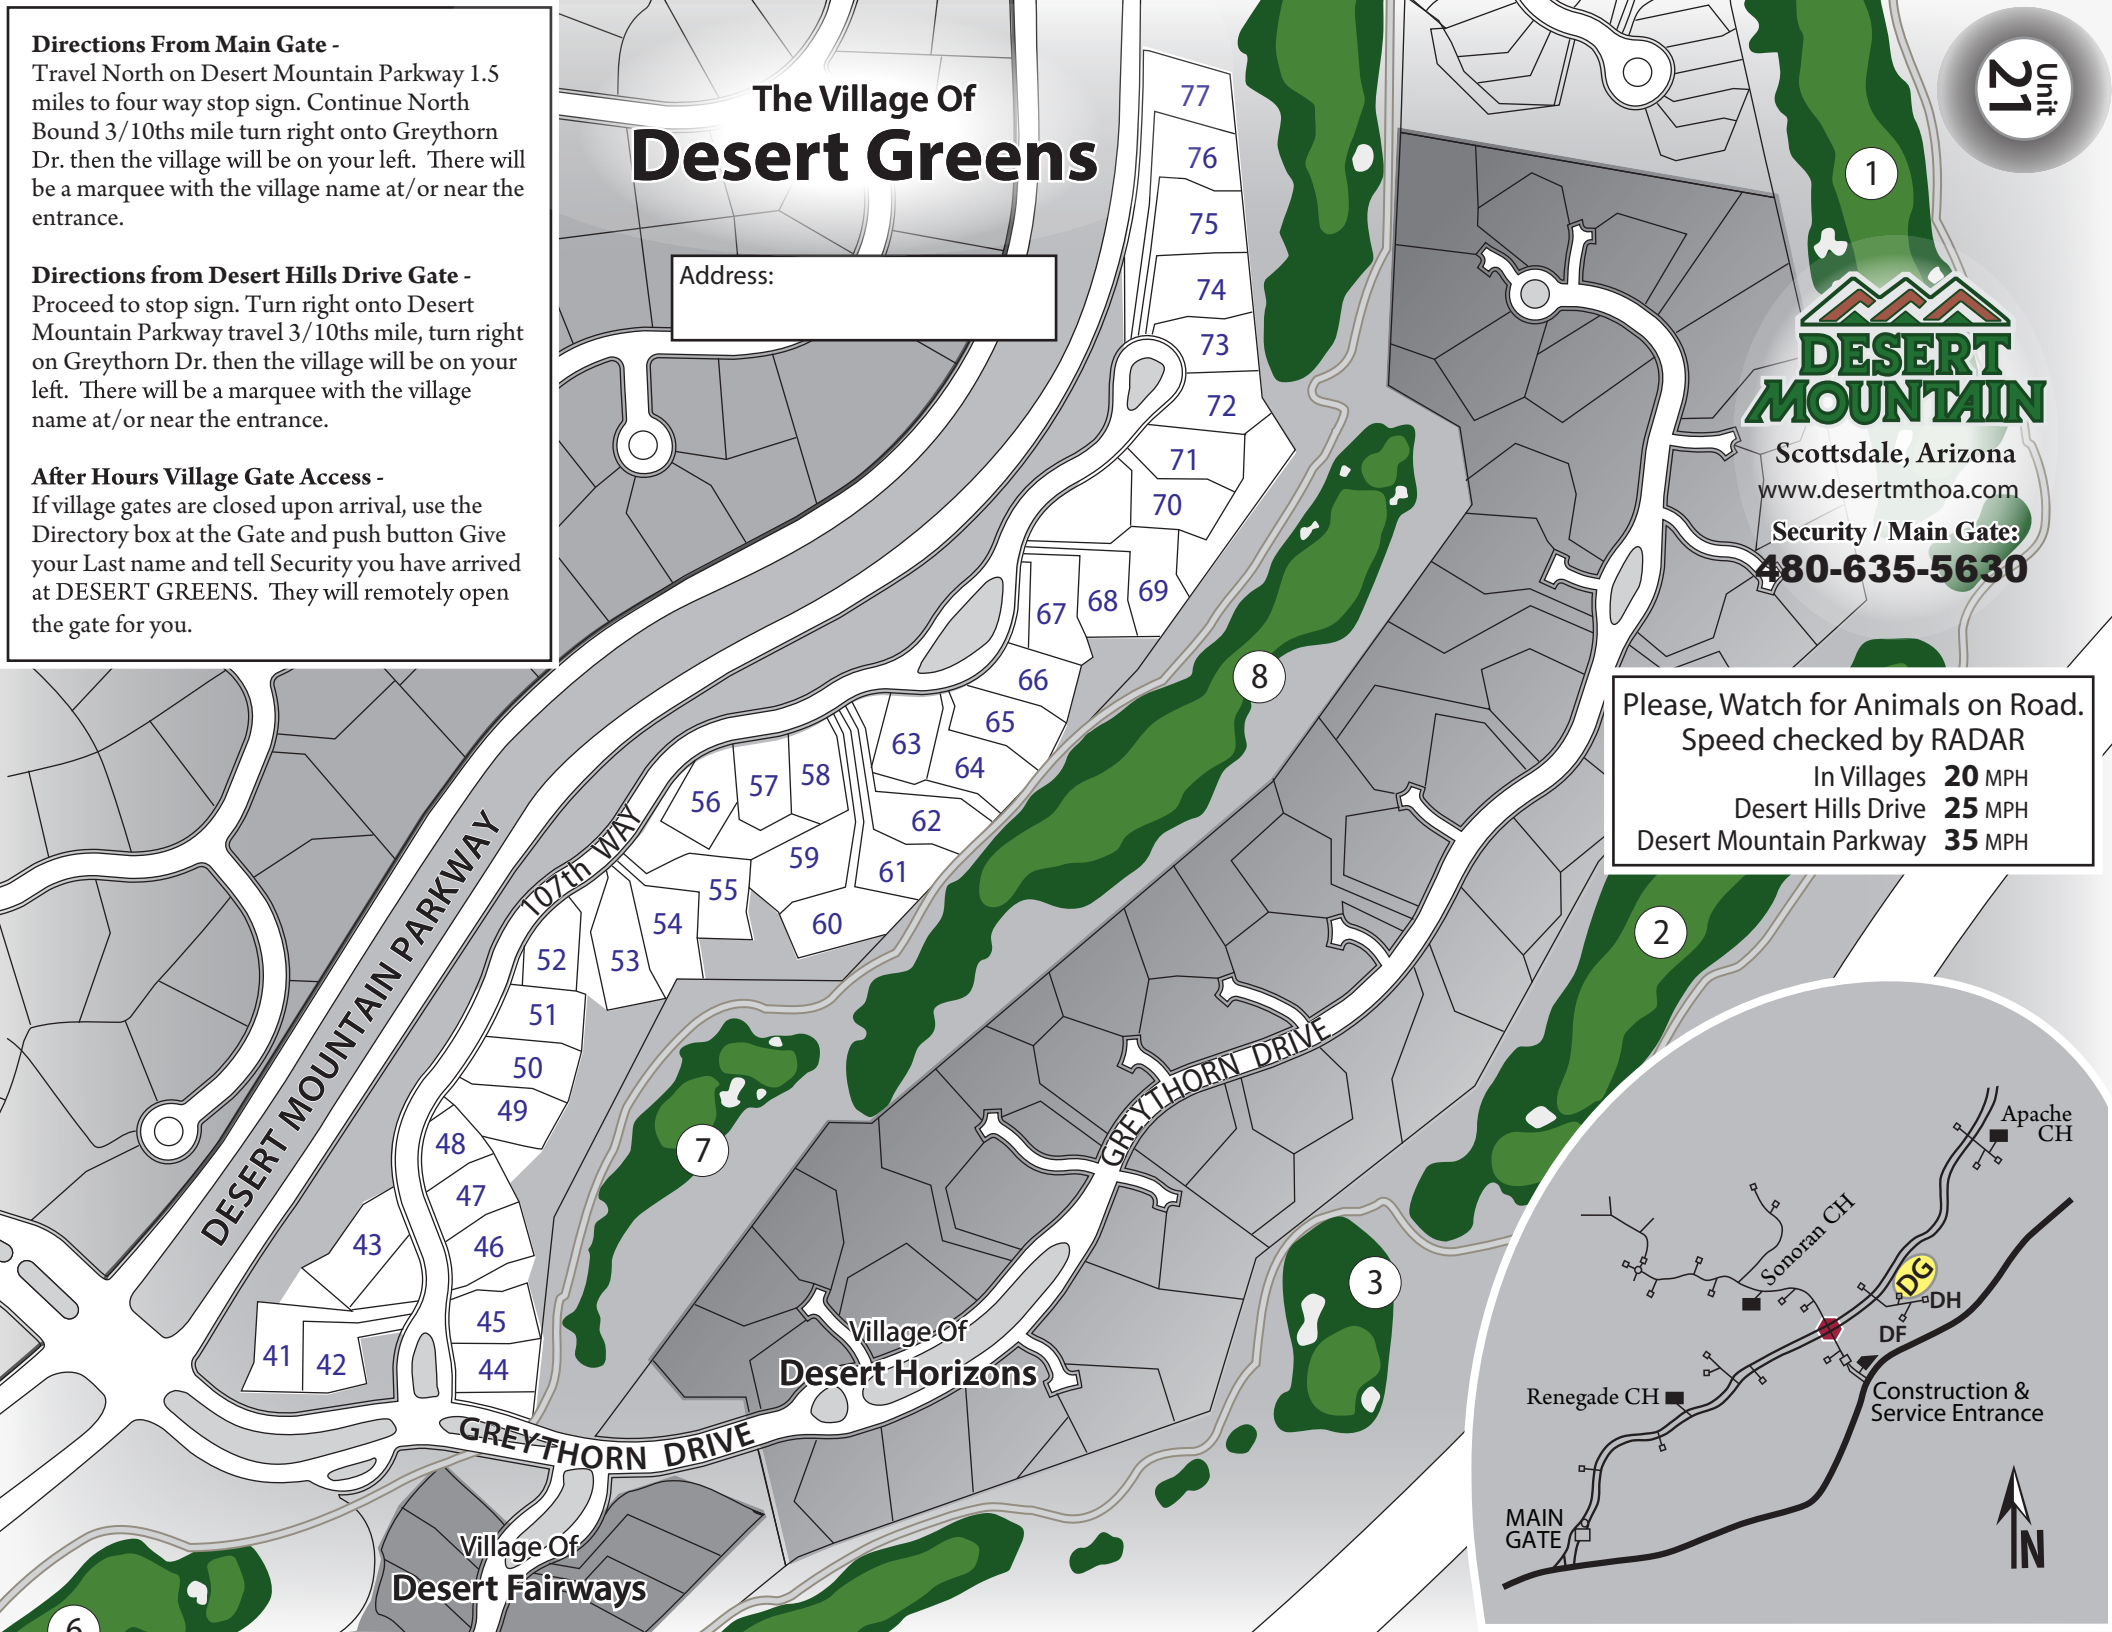 Directions From Main Gate -
Travel North on Desert Mountain Parkway 1.5
miles to four way stop sign. Continue North
Bound 3/10ths mile turn right onto Greythorn
Dr. then the village will be on your left. There will
be a marquee with the village name at/or near the
entrance.
Directions from Desert Hills Drive Gate -
Proceed to stop sign. Turn right onto Desert
Mountain Parkway travel 3/10ths mile, turn right
on Greythorn Dr. then the village will be on your
left. There will be a marquee with the village
name at/or near the entrance.
After Hours Village Gate Access -
If village gates are closed upon arrival, use the
Directory box at the Gate and push button Give
your Last name and tell Security you have arrived
at DESERT GREENS. They will remotely open
the gate for you.
The Village Of
Desert Greens
Address:
Unit
21
DESERT
MOUNTAIN
Scottsdale, Arizona
www.desertmthoa.com
Security / Main Gate:
480-635-5630
Please, Watch for Animals on Road.
Speed checked by RADAR
In Villages 20 MPH
Desert Hills Drive 25 MPH
Desert Mountain Parkway 35 MPH
77
76
75
74
73
72
71
70
69
68
67
66
65
64
63
62
61
60
59
58
57
56
55
54
53
52
51
50
49
48
47
46
45
44
43
42
41
1
8
2
7
3
6
DESERT MOUNTAIN PARKWAY
107th WAY
GREYTHORN DRIVE
GREYTHORN DRIVE
Village Of
Desert Horizons
Village Of
Desert Fairways
Apache
CH
Sonoran CH
DG
DH
DF
Renegade CH
Construction &
Service Entrance
MAIN
GATE
N